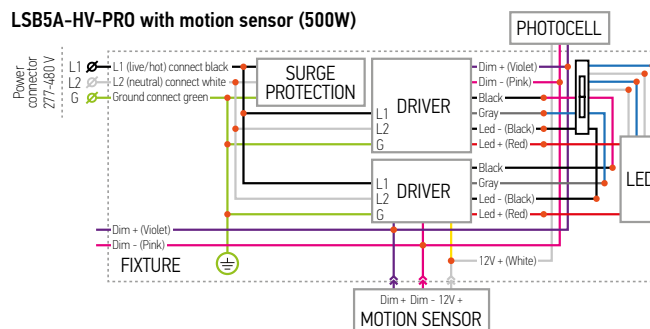 LSB5A-HV-PRO with motion sensor (500W)
PHOTOCELL
Power
connector
277-480 V
L1
L2
G
L1 (live/hot) connect black
L2 (neutral) connect white
Ground connect green
SURGE
PROTECTION
DRIVER
L1
L2
G
Dim + (Violet)
Dim - (Pink)
Black
Gray
Led - (Black)
Led + (Red)
DRIVER
L1
L2
G
Black
Gray
Led - (Black)
Led + (Red)
LED
Dim + (Violet)
Dim - (Pink)
FIXTURE
12V + (White)
Dim + Dim - 12V +
MOTION SENSOR